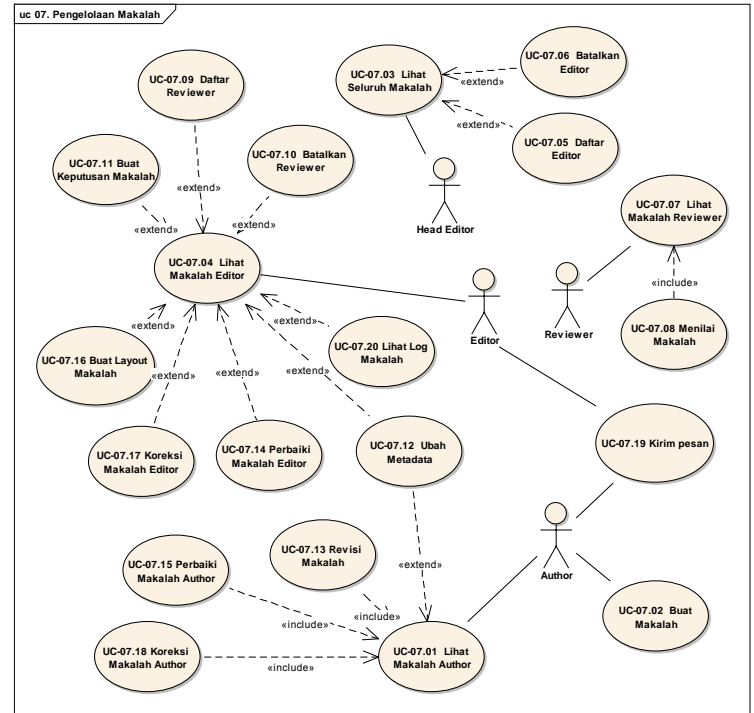 uc 07. Pengelolaan Makalah
UC-07.06 Batalkan
Editor
UC-07.03 Lihat
Seluruh Makalah
«extend»
UC-07.09 Daftar
Reviewer
«extend»
UC-07.05 Daftar
Editor
UC-07.10 Batalkan
Reviewer
UC-07.11 Buat
Keputusan Makalah
«extend»
«extend»
«extend»
Head Editor
UC-07.07 Lihat
Makalah Reviewer
UC-07.04 Lihat
Makalah Editor
«include»
Editor
Reviewer
UC-07.08 Menilai
Makalah
«extend»
«extend»
UC-07.20 Lihat Log
Makalah
UC-07.16 Buat Layout
Makalah
«extend»
«extend»
«extend»
UC-07.17 Koreksi
Makalah Editor
UC-07.14 Perbaiki
Makalah Editor
UC-07.12 Ubah
Metadata
UC-07.19 Kirim pesan
UC-07.13 Revisi
Makalah
UC-07.15 Perbaiki
Makalah Author
«extend»
Author
«include»
«include»
UC-07.02 Buat
Makalah
UC-07.18 Koreksi
Makalah Author
«include»
UC-07.01 Lihat
Makalah Author